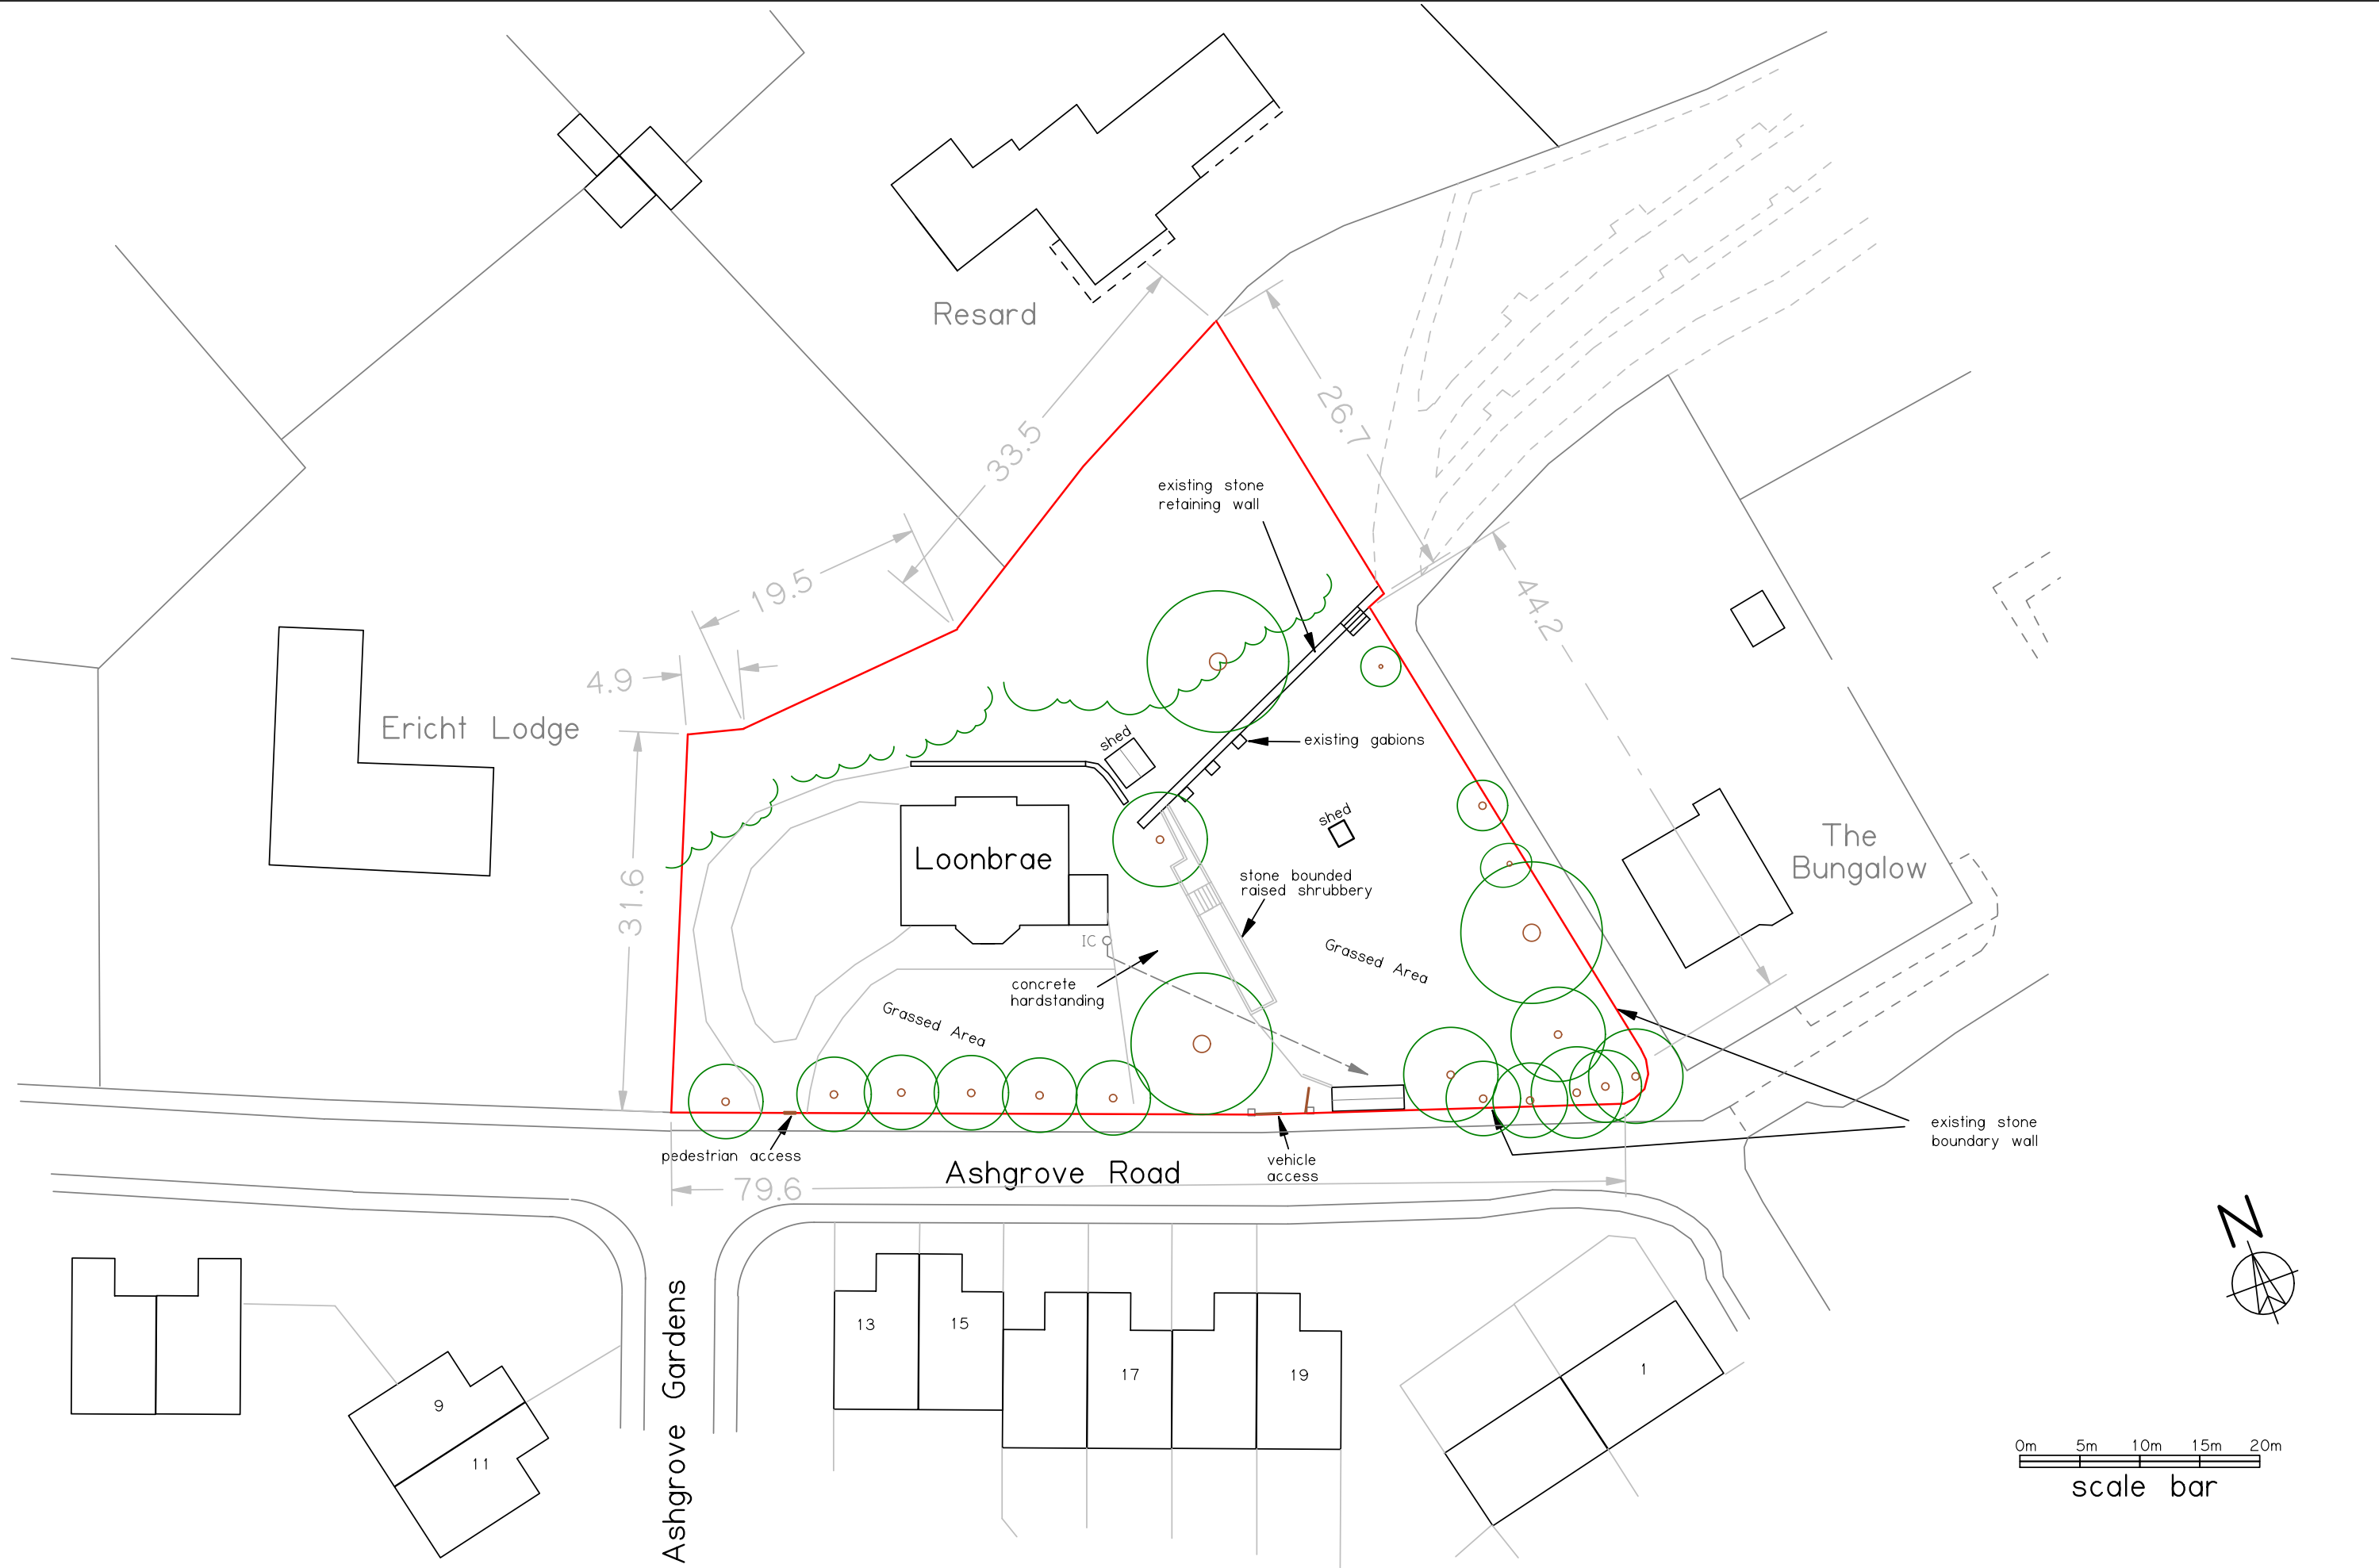 Resard
33.5
26.7
existing stone
retaining wall
19.5
44.2
4.9
Ericht Lodge
shed
existing gabions
shed
The
Bungalow
Loonbrae
stone bounded
raised shrubbery
31.6
IC
Grassed Area
concrete
hardstanding
Grassed Area
existing stone
boundary wall
pedestrian access
Ashgrove Road
vehicle
access
79.6
N
Ashgrove Gardens
13
15
17
19
1
9
11
0m 5m 10m 15m 20m
scale bar